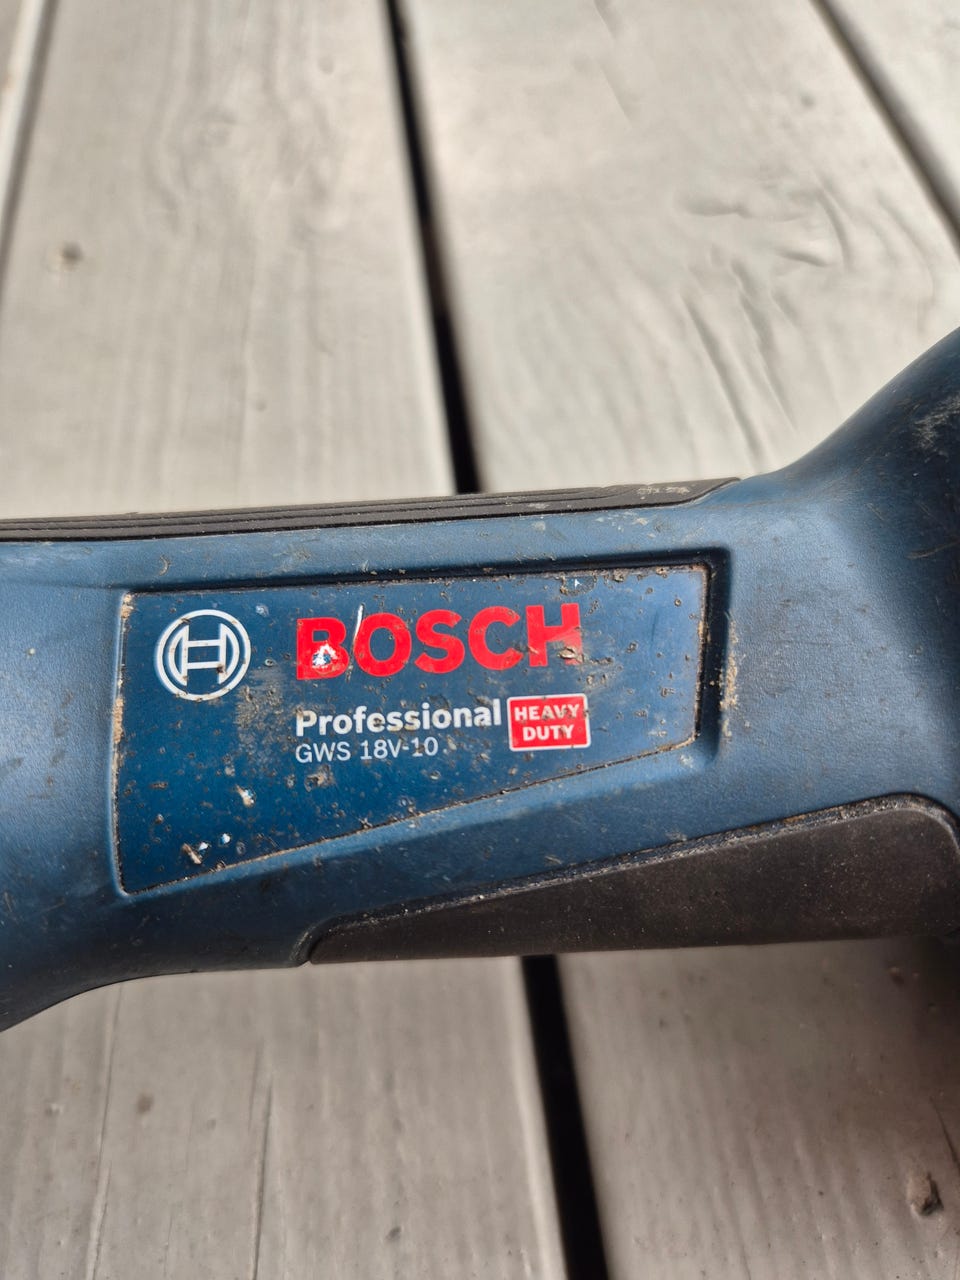 BOSCH
Professional
GWS 18V-10
HEAVY
DUTY